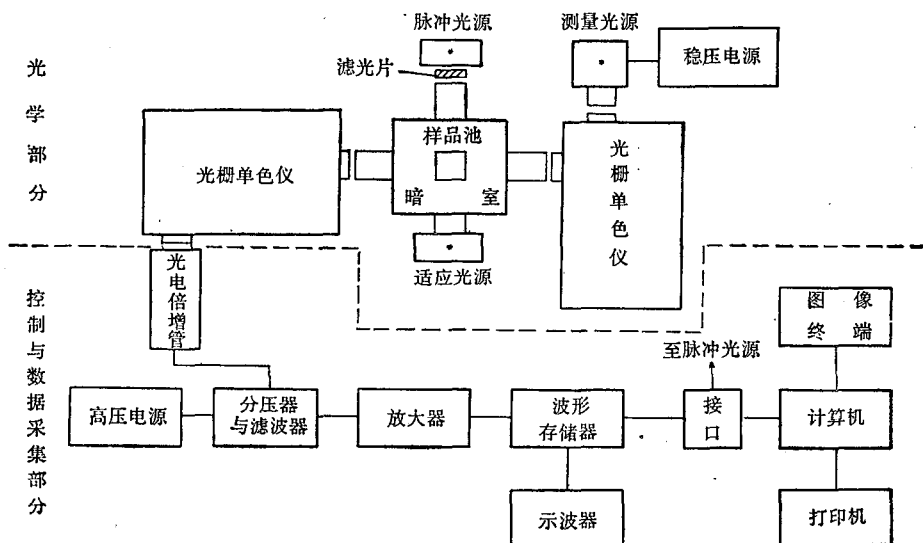 脉冲光源
测量光源
滤光片
稳压电源
光学部分
样品池
光栅单色仪
暗室
光栅单色仪
适应光源
光电倍增管
控制与数据采集部分
图像
终端
至脉冲光源
高压电源
分压器
与滤波器
放大器
波形
存储器
接口
计算机
示波器
打印机